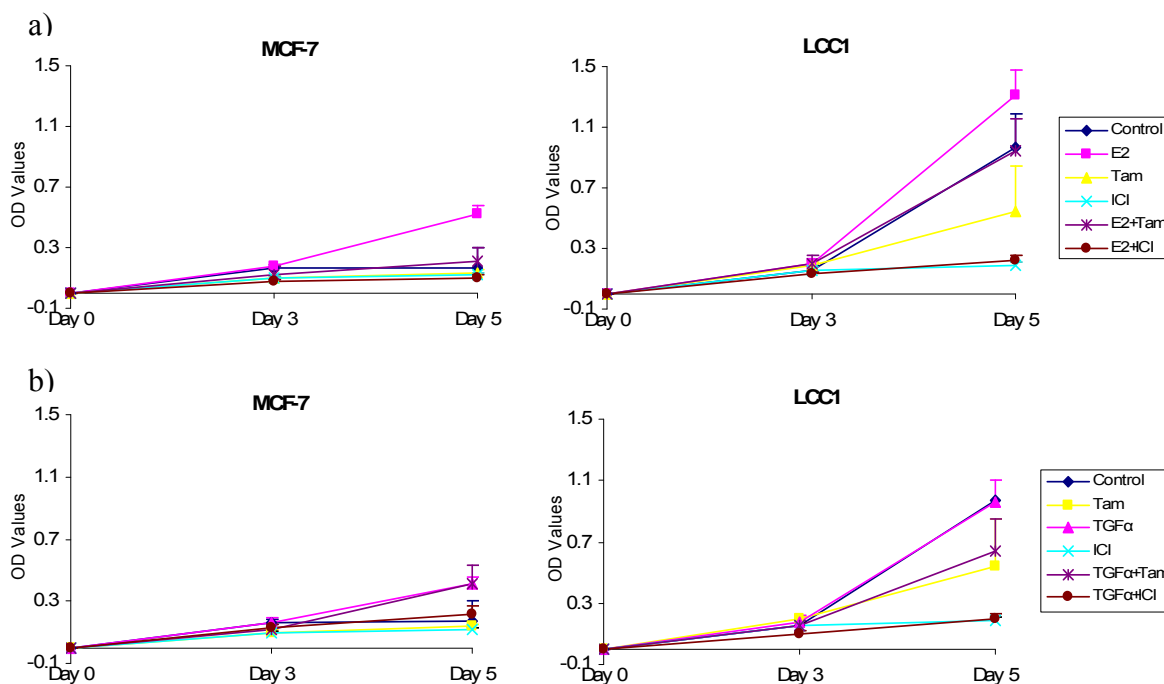 a)
MCF-7
1.5
1.1
0.7
0.3
-0.1
OD Values
Day 0
Day 3
Day 5
LCC1
1.5
1.1
0.7
0.3
-0.1
OD Values
Day 0
Day 3
Day 5
Control
E2
Tam
ICI
E2+Tam
E2+ICI
b)
MCF-7
1.5
1.1
0.7
0.3
-0.1
OD Values
Day 0
Day 3
Day 5
LCC1
1.5
1.1
0.7
0.3
-0.1
OD Values
Day 0
Day 3
Day 5
Control
Tam
TGFα
ICI
TGFα+Tam
TGFα+ICI